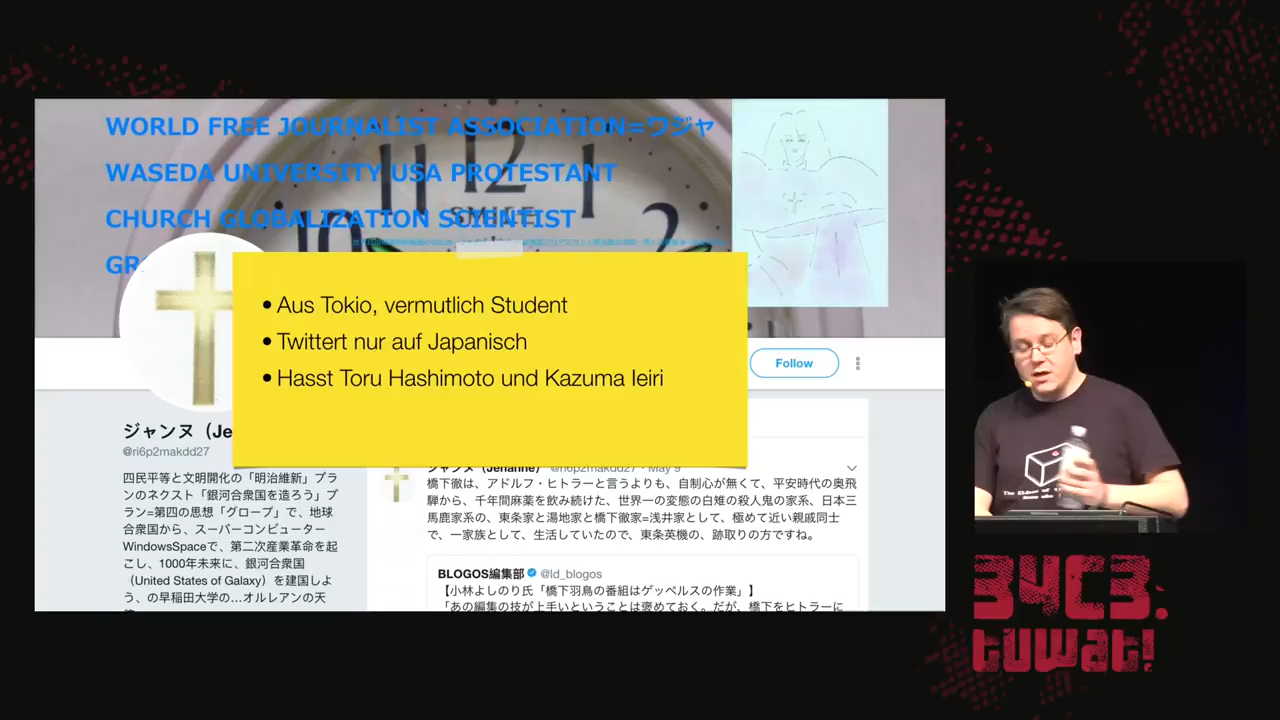 WORLD FREE JOURNALIST ASSOCIATION=ワジャ
WASEDA UNIVERSITY USA PROTESTANT
CHURCH GLOBALIZATION SCIENTIST
GR
12
11
1
10
2
• Aus Tokio, vermutlich Student
• Twittert nur auf Japanisch
• Hasst Toru Hashimoto und Kazuma Ieiri
Follow
ジャンヌ（Je
@ri6p2makdd27
四民平等と文明開化の「明治維新」プラ
ンのネクスト「銀河合衆国を造ろう」プ
ラン=第四の思想「グローブ」で、地球
合衆国から、スーパーコンピューター
WindowsSpaceで、第二次産業革命を起
こし、1000年未来に、銀河合衆国
（United States of Galaxy）を建国しよ
う、の早稲田大学の…オルレアンの天
ジャンヌ（Jehanne） @ri6p2makdd27 · May 9
橋下徹は、アドルフ・ヒトラーと言うよりも、自制心が無くて、平安時代の奥飛
騨から、千年間麻薬を飲み続けた、世界一の変態の白雉の殺人鬼の家系、日本三
馬鹿家系の、東条家と湯地家と橋下徹家=浅井家として、極めて近い親戚同士
で、一家族として、生活していたので、東条英機の、跡取りの方ですね。
BLOGOS編集部 @ld_blogos
【小林よしのり氏「橋下羽鳥の番組はゲッペルスの作業」】
「あの編集の技が上手いということは褒めておく。だが、橋下をヒトラーに
34C3:
tuwat!